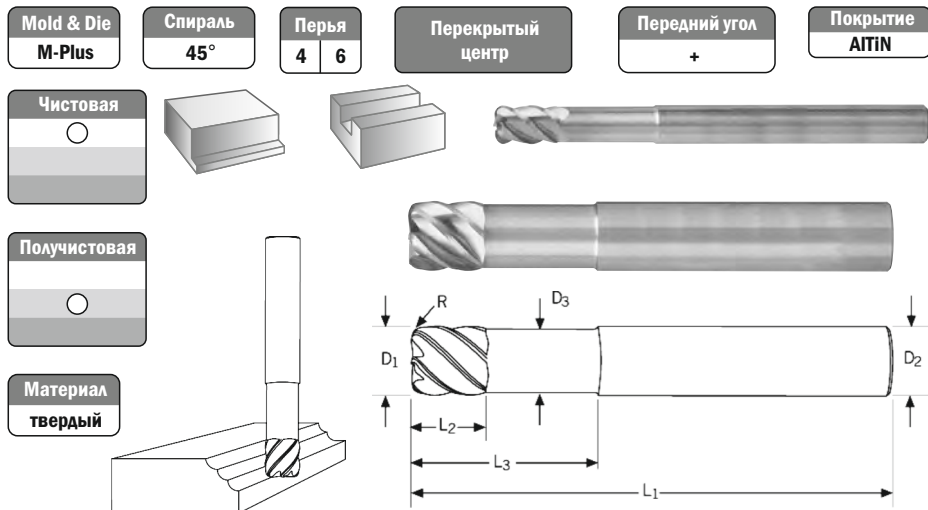 Mold & Die
M-Plus
Спираль
45°
Перья
4 6
Перекрытый
центр
Передний угол
+
Покрытие
AlTiN
Чистовая
Получистовая
Материал
твердый
R
D3
D1
D2
L2
L3
L1